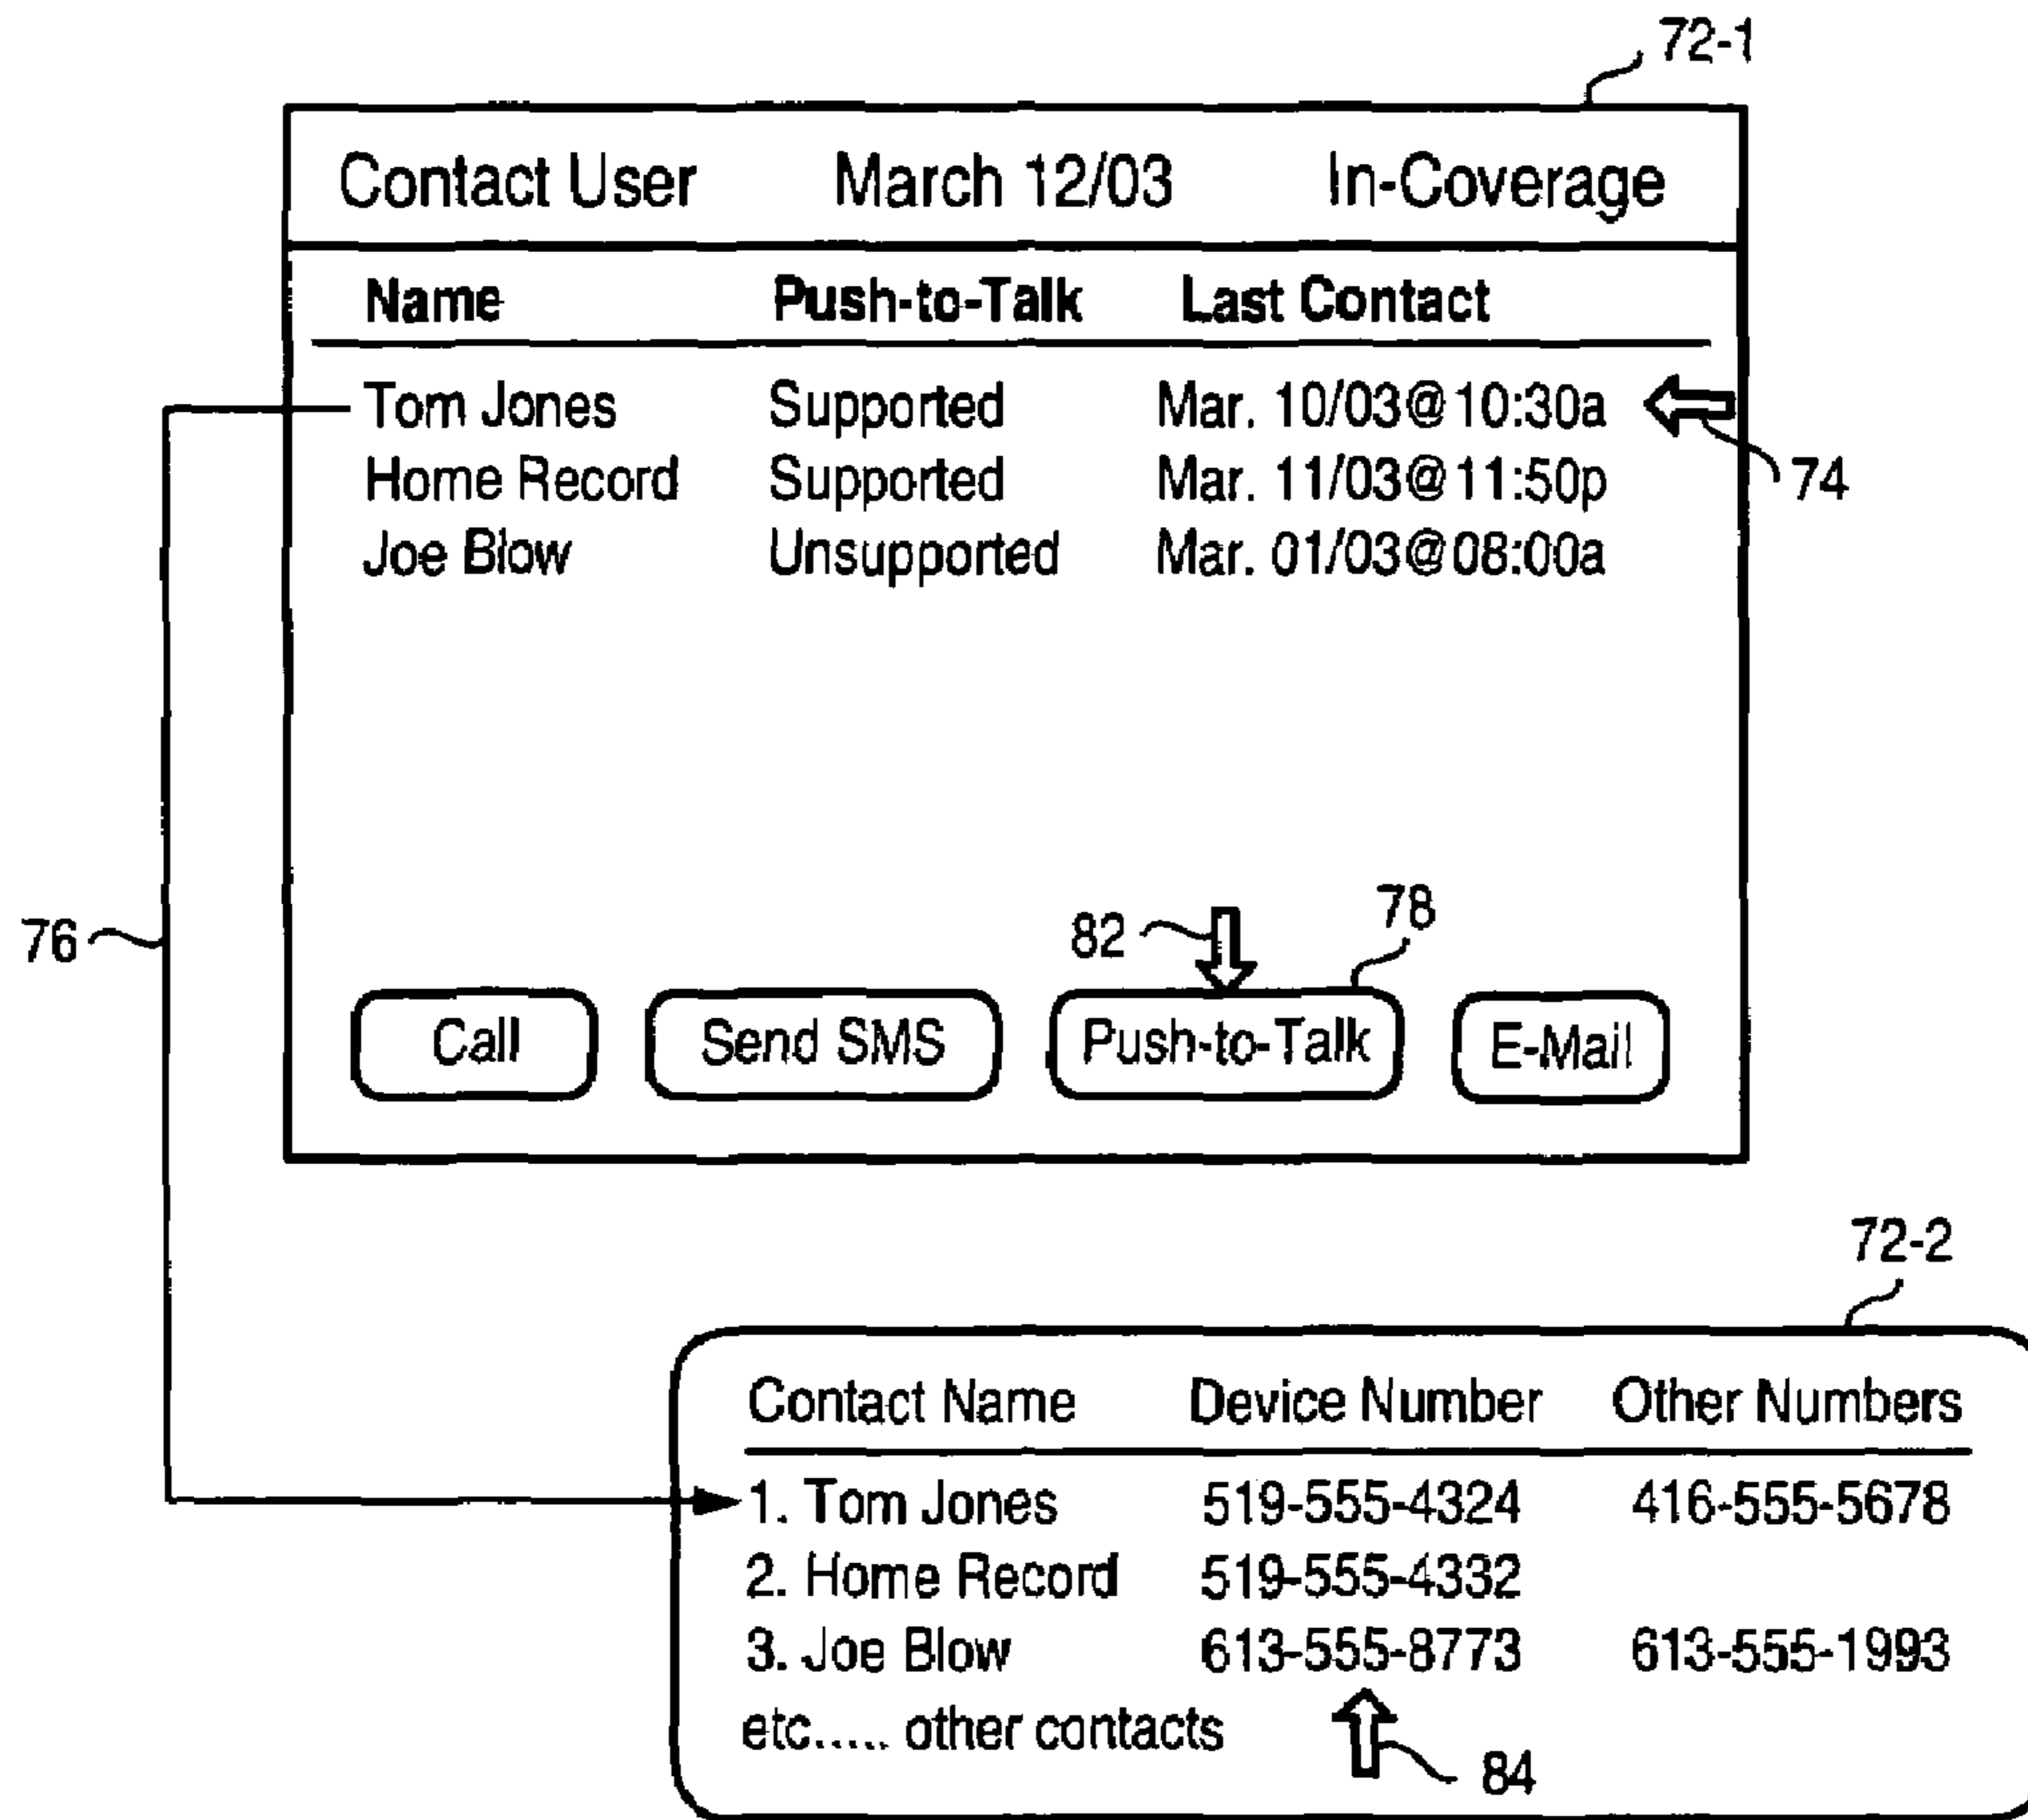 72-1
Contact User March 12/03 In-Coverage
Name Push-to-Talk Last Contact
Tom Jones Supported Mar. 10/03@10:30a
Home Record Supported Mar. 11/03@11:50p
74
Joe Blow Unsupported Mar. 01/03@08:00a
76
82
78
Call Send SMS Push-to-Talk E-Mail
72-2
Contact Name Device Number Other Numbers
1. Tom Jones 519-555-4324 416-555-5678
2. Home Record 519-555-4332
3. Joe Blow 613-555-8773 613-555-1993
etc..... other contacts
84